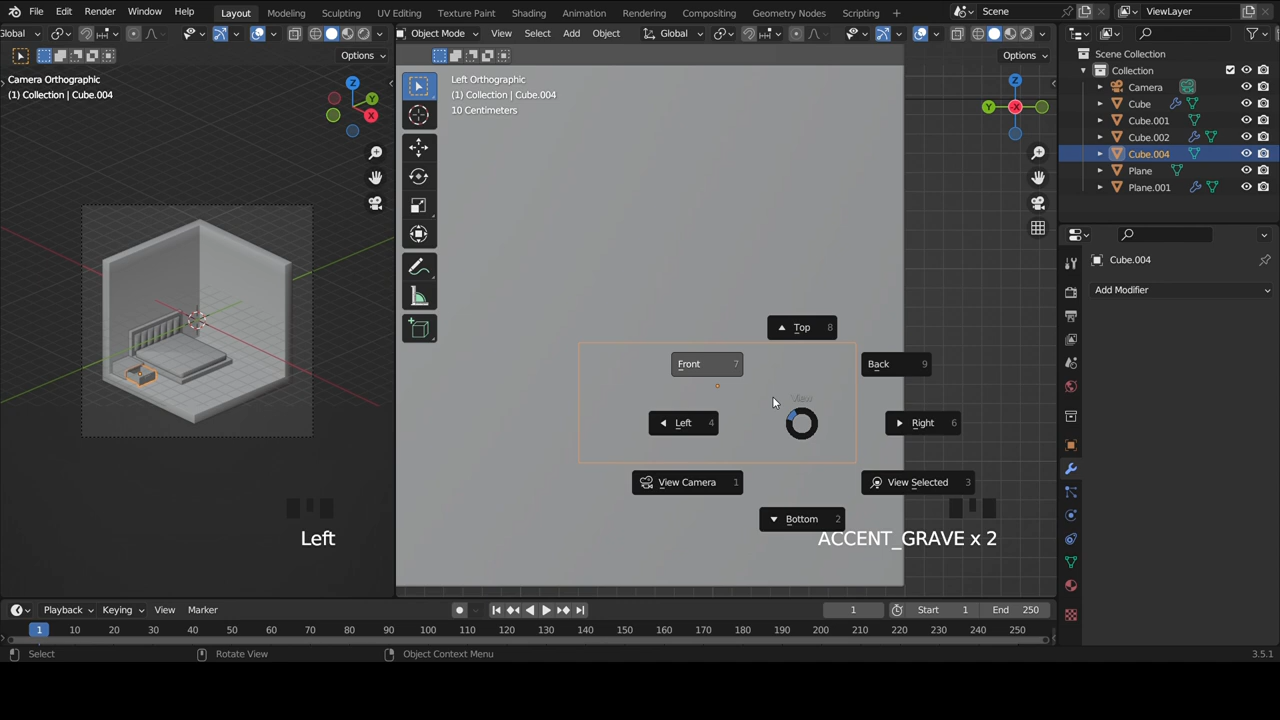 File Edit Render Window Help Layout Modeling Sculpting UV Editing Texture Paint Shading Animation Rendering Compositing Geometry Nodes Scripting Scene ViewLayer
Global Object Mode View Select Add Object Global
Options Options Scene Collection
Camera Orthographic Left Orthographic Collection
(1) Collection | Cube.004 (1) Collection | Cube.004 Camera
10 Centimeters Cube
Z Z
Y
X Y -X
Cube.001
Cube.002
Cube.004
Plane
Plane.001
Cube.004
Add Modifier
Top 8
Front 7 Back 9
View
Left 4 Right 6
View Camera 1 View Selected 3
Bottom 2
Left ACCENT_GRAVE x 2
Playback Keying View Marker 1 Start 1 End 250
1 10 20 30 40 50 60 70 80 90 100 110 120 130 140 150 160 170 180 190 200 210 220 230 240 250
Select Rotate View Object Context Menu 3.5.1